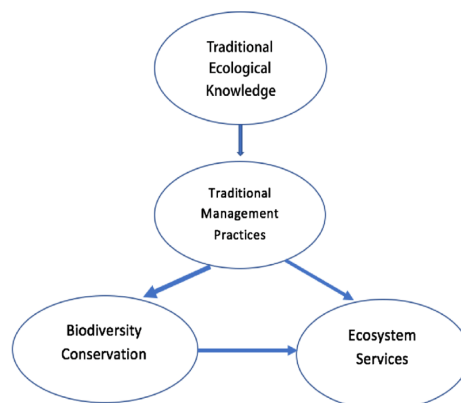 Traditional
Ecological
Knowledge
Traditional
Management
Practices
Biodiversity
Conservation
Ecosystem
Services